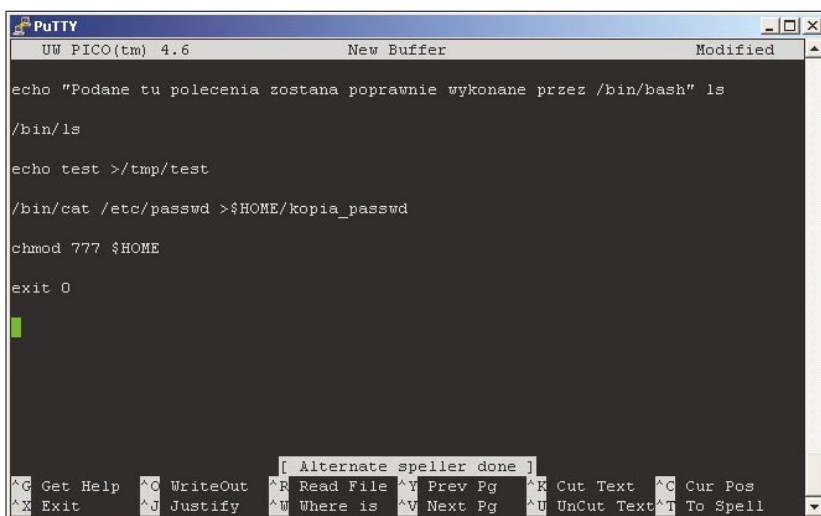 PuTTY
UW PICO(tm) 4.6 New Buffer Modified
echo "Podane tu polecenia zostana poprawnie wykonane przez /bin/bash" ls
/bin/ls
echo test >/tmp/test
/bin/cat /etc/passwd >$HOME/kopia_passwd
chmod 777 $HOME
exit 0
[ Alternate speller done ]
^G Get Help ^O WriteOut ^R Read File ^Y Prev Pg ^K Cut Text ^C Cur Pos
^X Exit ^J Justify ^W Where is ^V Next Pg ^U UnCut Text ^T To Spell